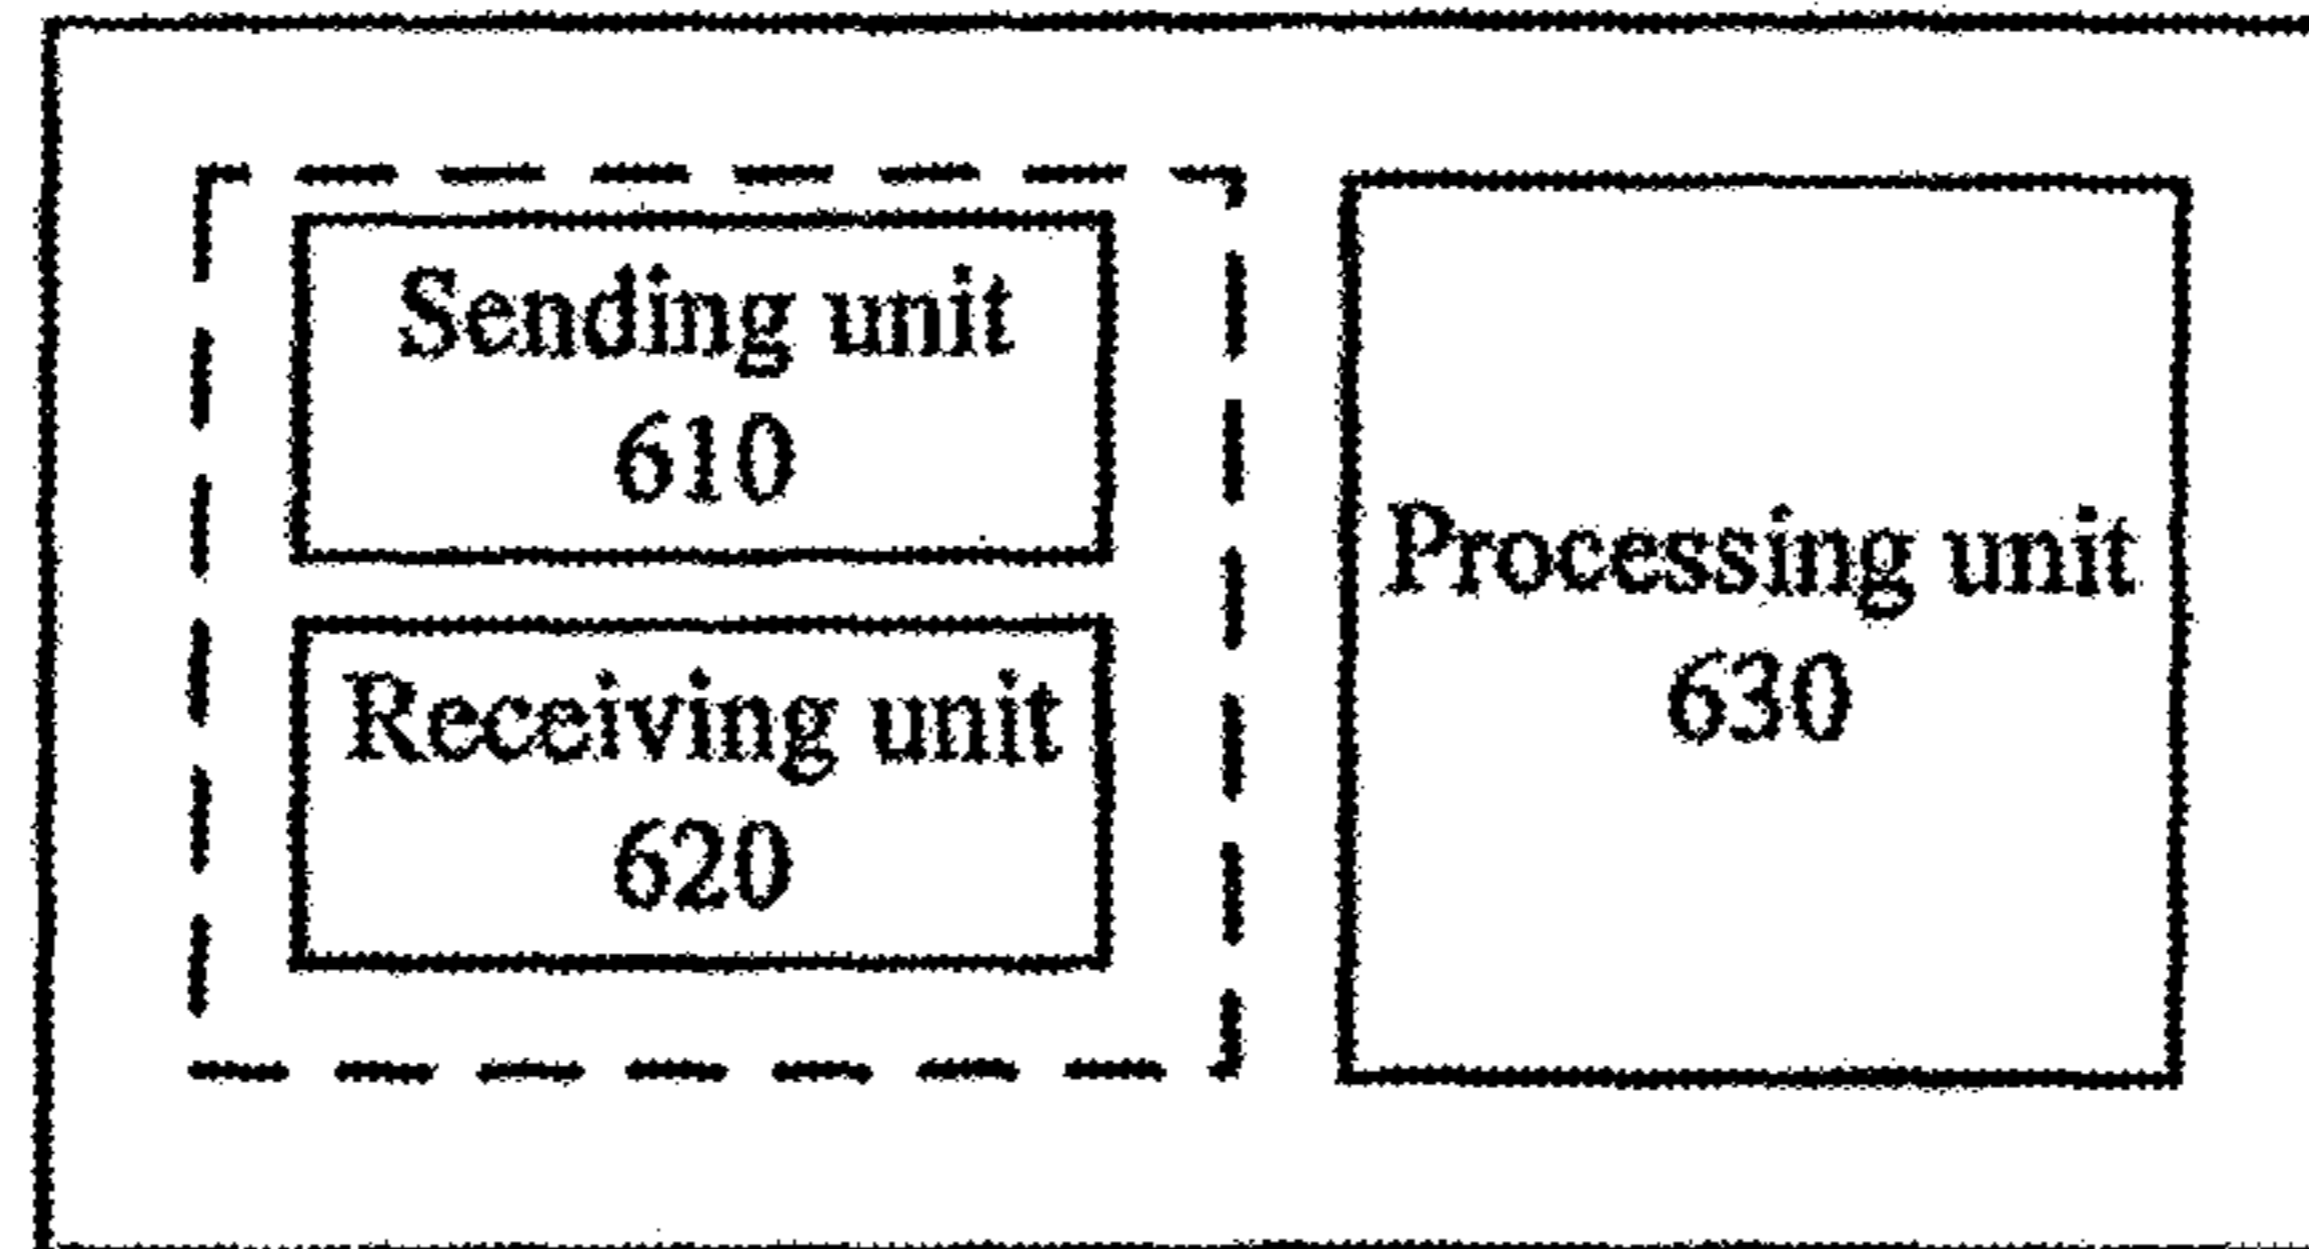 Sending unit
610
Receiving unit
620
Processing unit
630